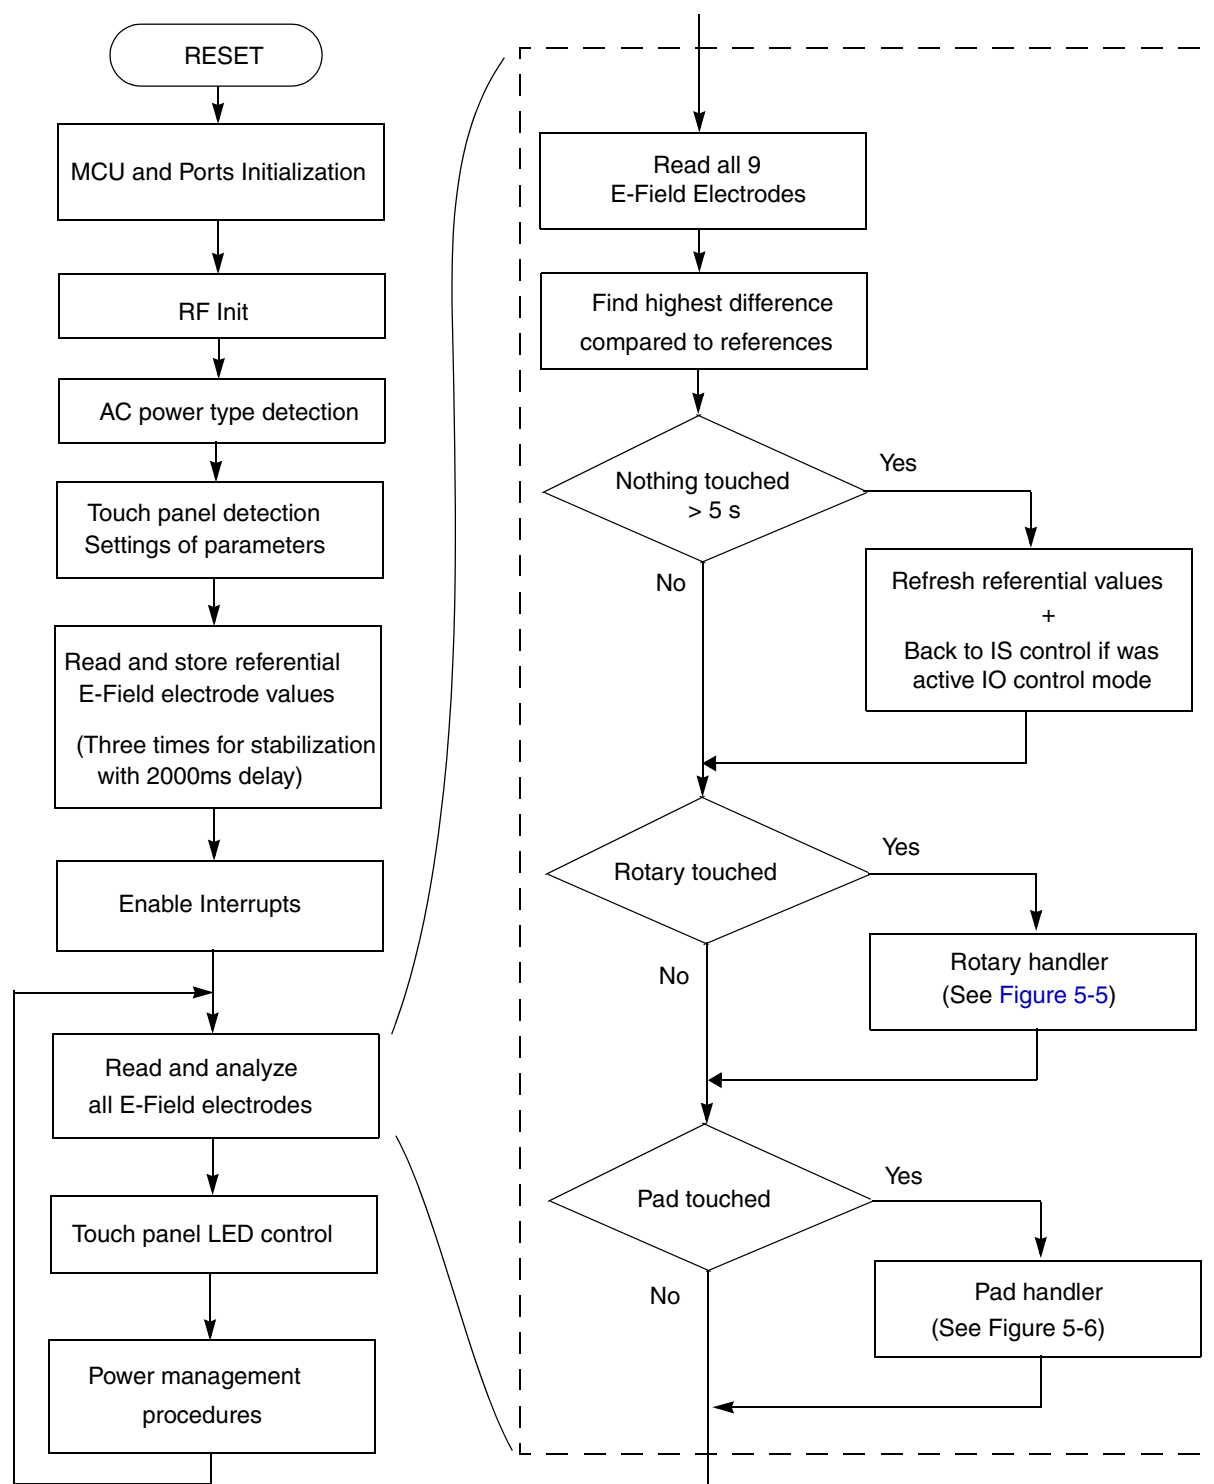 RESET
MCU and Ports Initialization
RF Init
AC power type detection
Touch panel detection
Settings of parameters
Read and store referential
E-Field electrode values
(Three times for stabilization
with 2000ms delay)
Enable Interrupts
Read and analyze
all E-Field electrodes
Touch panel LED control
Power management
procedures
Read all 9
E-Field Electrodes
Find highest difference
compared to references
Nothing touched
> 5 s
Yes
No
Refresh referential values
+
Back to IS control if was
active IO control mode
Rotary touched
Yes
No
Rotary handler
(See Figure 5-5)
Pad touched
Yes
No
Pad handler
(See Figure 5-6)